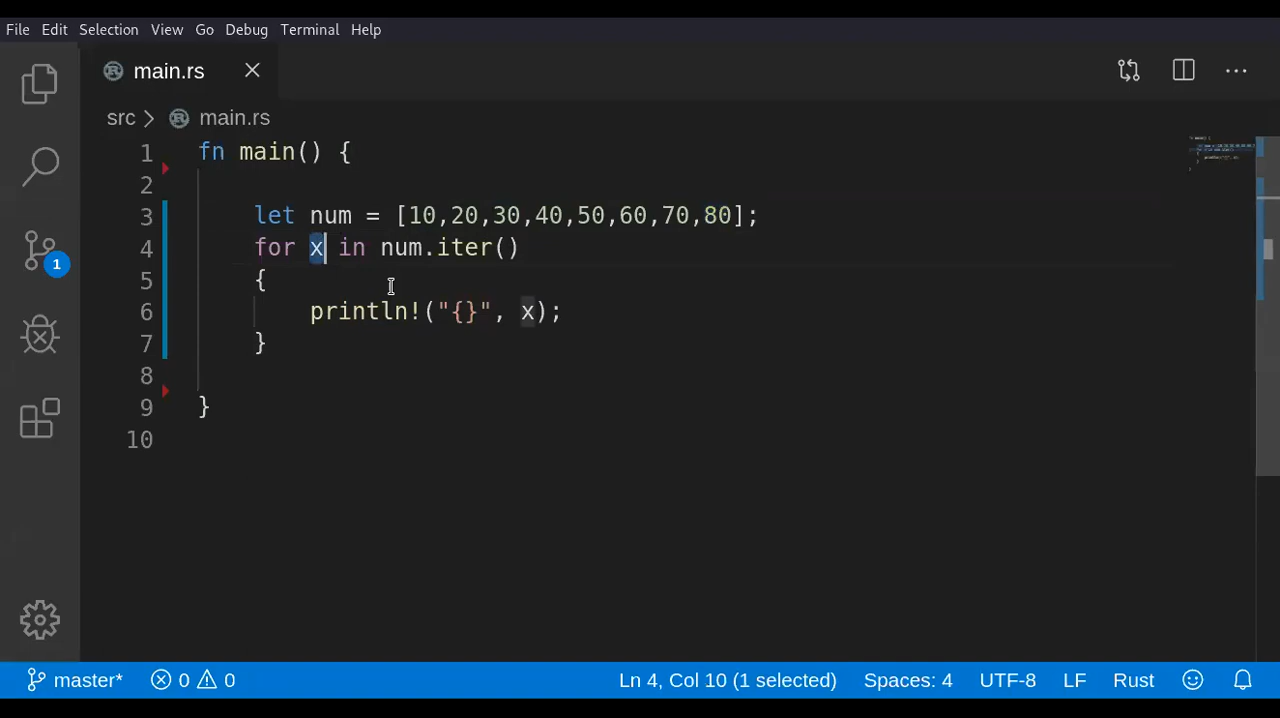 File Edit Selection View Go Debug Terminal Help
main.rs
src > main.rs
1 fn main() {
2
3 let num = [10,20,30,40,50,60,70,80];
4 for x in num.iter()
5 {
6 println!("{}", x);
7 }
8
9 }
10
1
master* 0 0 Ln 4, Col 10 (1 selected) Spaces: 4 UTF-8 LF Rust